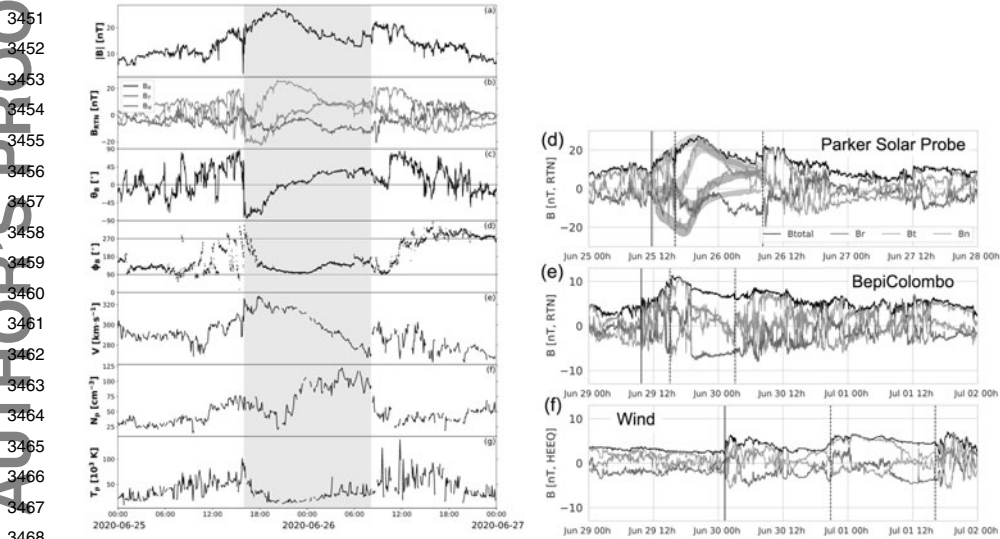 AUTHOR'S PROO
3451
3452
3453
3454
3455
3456
3457
3458
3459
3460
3461
3462
3463
3464
3465
3466
3467
3468
(a)
|B| [nT]
20
10
(b)
B_R
B_T
B_N
B_RTN [nT]
20
0
−20
(c)
θ_B [°]
90
45
0
−45
−90
(d)
ϕ_B [°]
270
180
90
0
(e)
V [km·s⁻¹]
320
300
280
(f)
N_p [cm⁻³]
125
100
75
50
25
(g)
T_p [10³ K]
100
50
00:00 06:00 12:00 18:00 00:00 06:00 12:00 18:00 00:00
2020-06-25 2020-06-26 2020-06-27
(d)
Parker Solar Probe
B [nT, RTN]
20
0
−20
Btotal Br Bt Bn
Jun 25 00h Jun 25 12h Jun 26 00h Jun 26 12h Jun 27 00h Jun 27 12h Jun 28 00h
(e)
BepiColombo
B [nT, RTN]
10
0
−10
Jun 29 00h Jun 29 12h Jun 30 00h Jun 30 12h Jul 01 00h Jul 01 12h Jul 02 00h
(f)
Wind
B [nT, HEEQ]
10
0
−10
Jun 29 00h Jun 29 12h Jun 30 00h Jun 30 12h Jul 01 00h Jul 01 12h Jul 02 00h